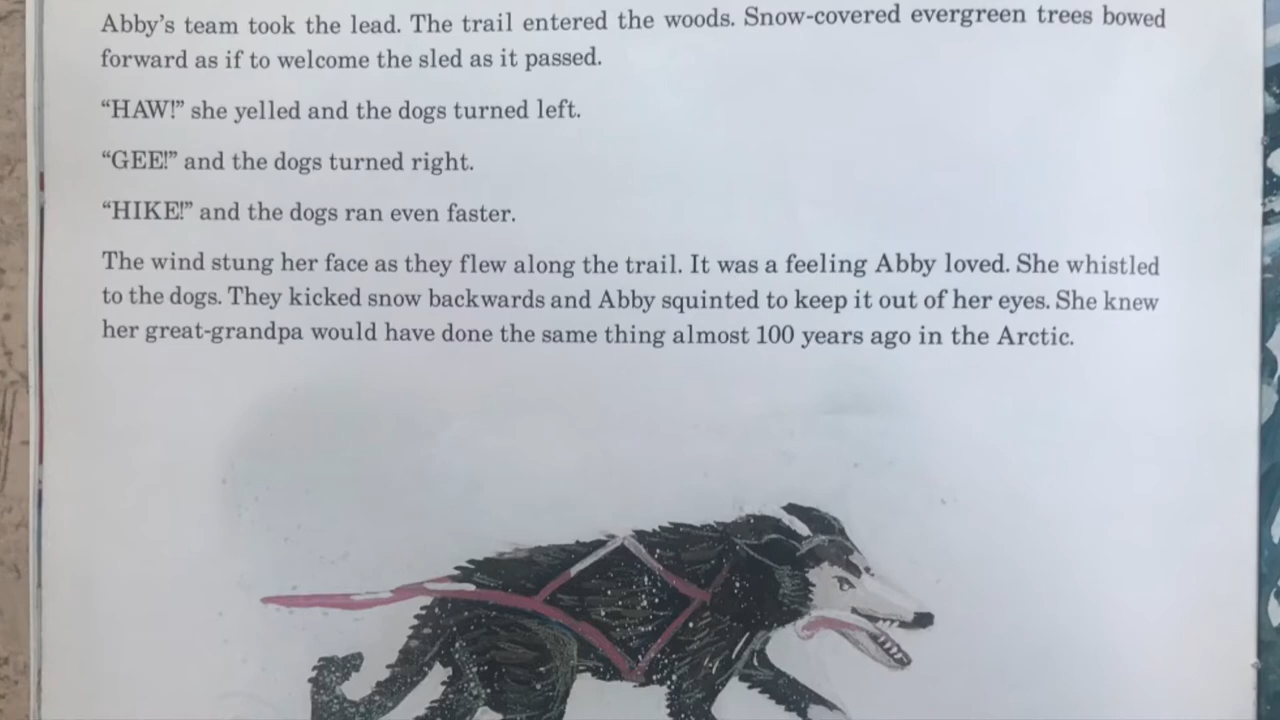 Abby’s team took the lead. The trail entered the woods. Snow-covered evergreen trees bowed
forward as if to welcome the sled as it passed.
“HAW!” she yelled and the dogs turned left.
“GEE!” and the dogs turned right.
“HIKE!” and the dogs ran even faster.
The wind stung her face as they flew along the trail. It was a feeling Abby loved. She whistled
to the dogs. They kicked snow backwards and Abby squinted to keep it out of her eyes. She knew
her great-grandpa would have done the same thing almost 100 years ago in the Arctic.